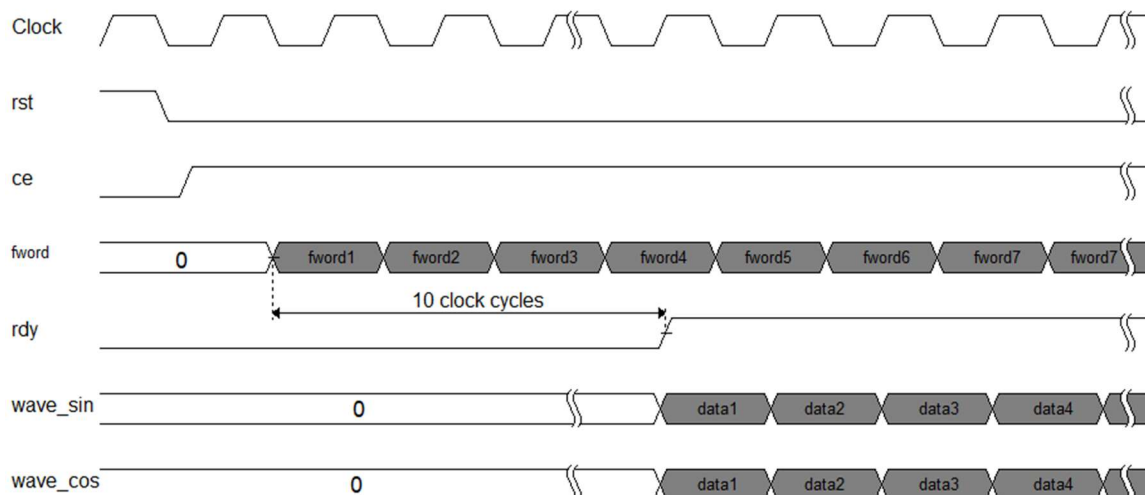 Clock
rst
ce
fword 0 fword1 fword2 fword3 fword4 fword5 fword6 fword7 fword7
10 clock cycles
rdy
wave_sin 0 data1 data2 data3 data4
wave_cos 0 data1 data2 data3 data4